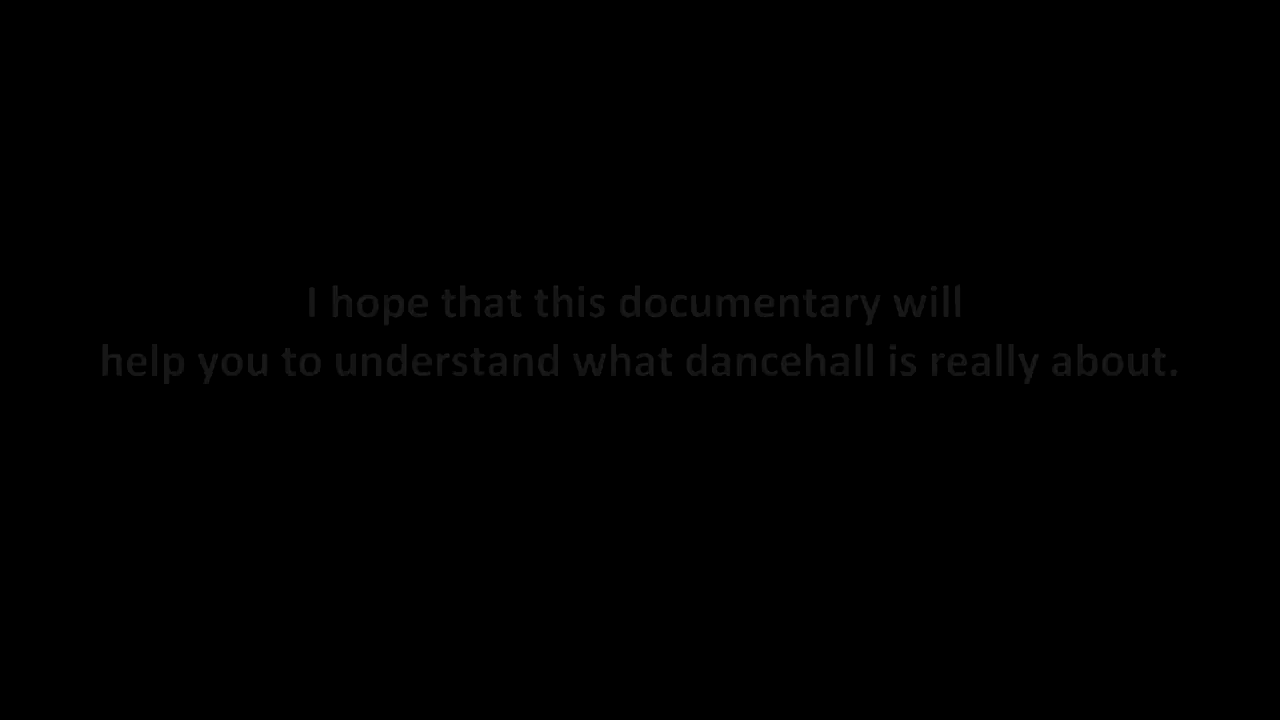 I hope that this documentary will
help you to understand what dancehall is really about.